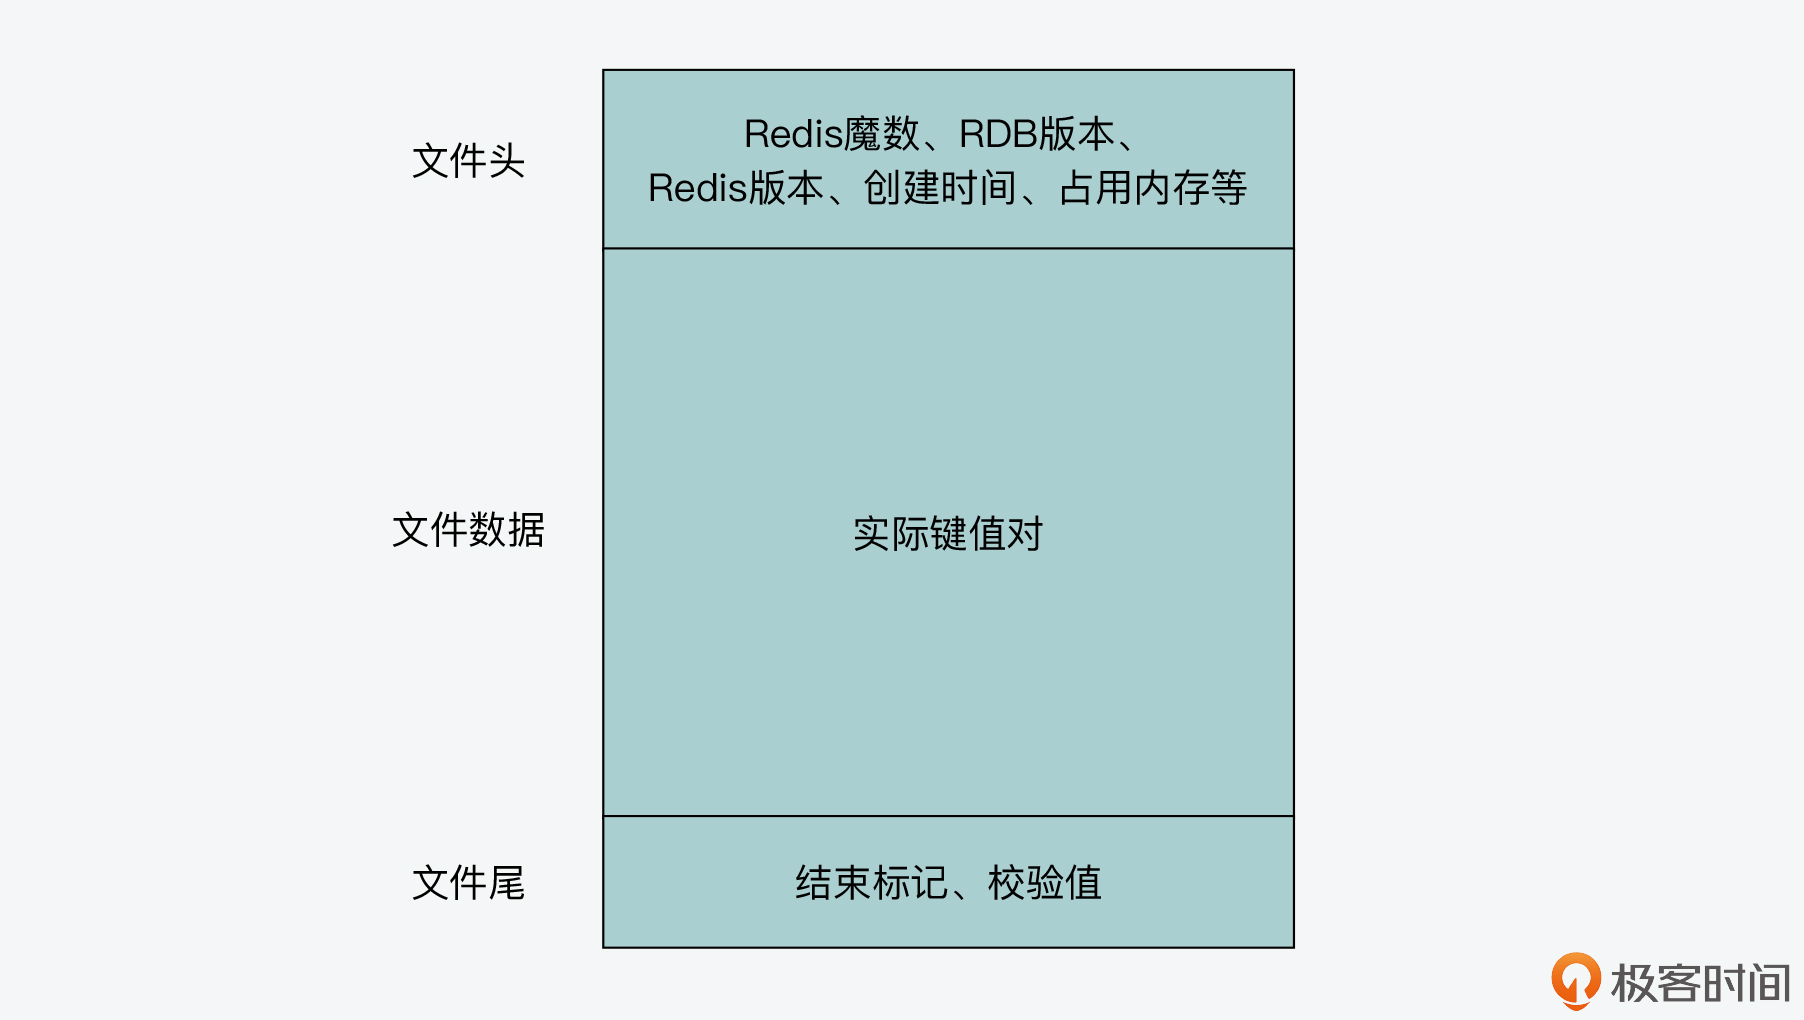 文件头
Redis魔数、RDB版本、
Redis版本、创建时间、占用内存等
文件数据
实际键值对
文件尾
结束标记、校验值
极客时间